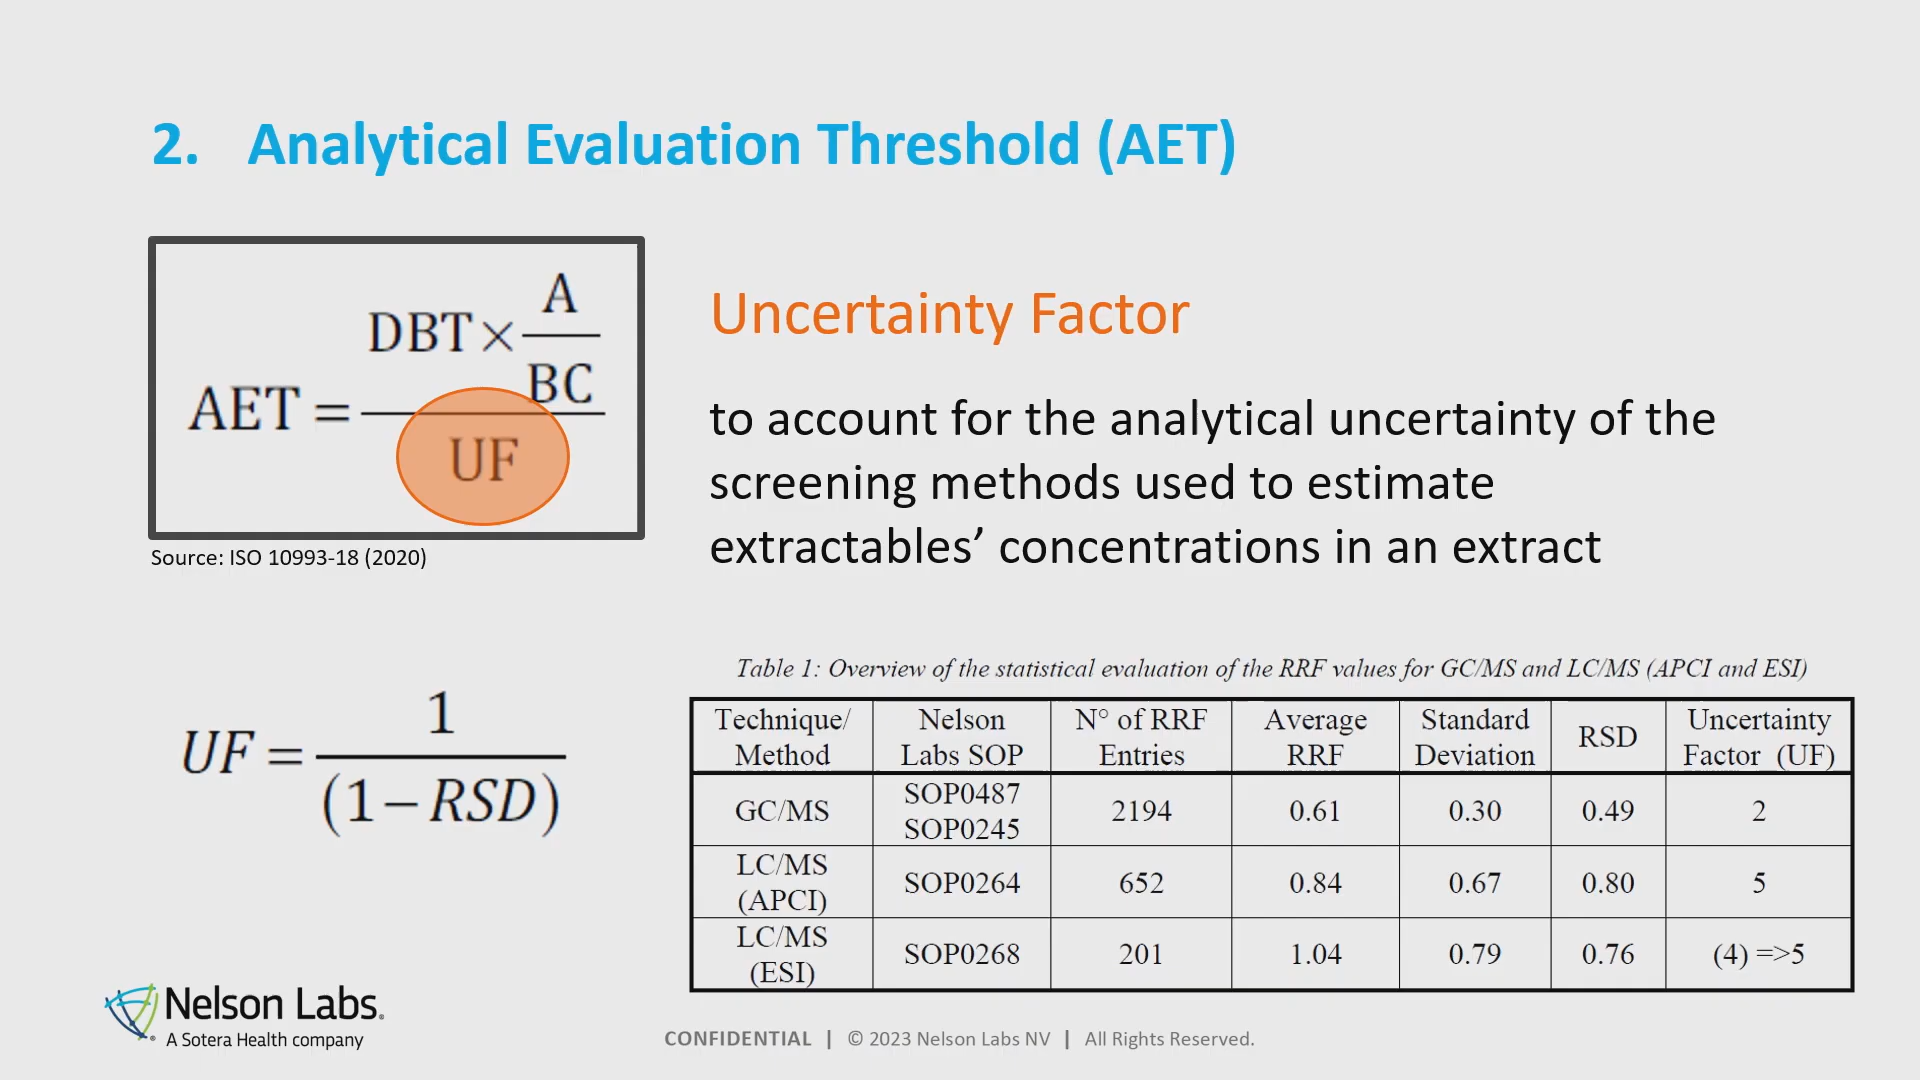 2. Analytical Evaluation Threshold (AET)
AET = DBT × A / BC / UF
Source: ISO 10993-18 (2020)
Uncertainty Factor
to account for the analytical uncertainty of the
screening methods used to estimate
extractables’ concentrations in an extract
UF = 1 / (1 – RSD)
Table 1: Overview of the statistical evaluation of the RRF values for GC/MS and LC/MS (APCI and ESI)
Technique/ Method | Nelson Labs SOP | N° of RRF Entries | Average RRF | Standard Deviation | RSD | Uncertainty Factor (UF)
GC/MS | SOP0487 SOP0245 | 2194 | 0.61 | 0.30 | 0.49 | 2
LC/MS (APCI) | SOP0264 | 652 | 0.84 | 0.67 | 0.80 | 5
LC/MS (ESI) | SOP0268 | 201 | 1.04 | 0.79 | 0.76 | (4) =>5
Nelson Labs®
A Sotera Health company
CONFIDENTIAL | © 2023 Nelson Labs NV | All Rights Reserved.